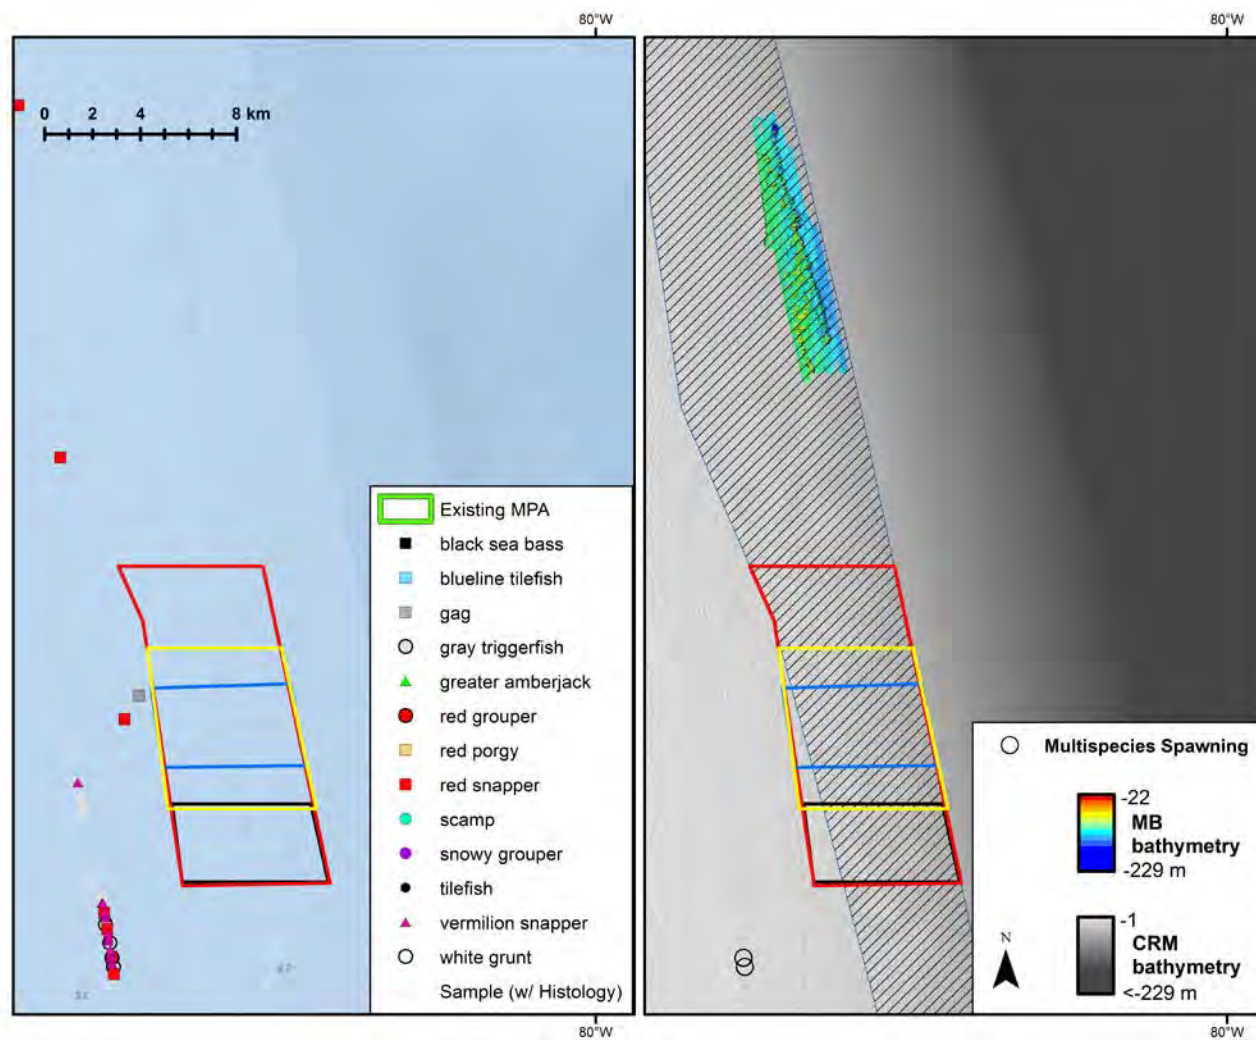 80°W
80°W
0 2 4 8 km
Existing MPA
black sea bass
blueline tilefish
gag
gray triggerfish
greater amberjack
red grouper
red porgy
red snapper
scamp
snowy grouper
tilefish
vermilion snapper
white grunt
Sample (w/ Histology)
Multispecies Spawning
-22
MB
bathymetry
-229 m
N
-1
CRM
bathymetry
<-229 m
80°W
80°W